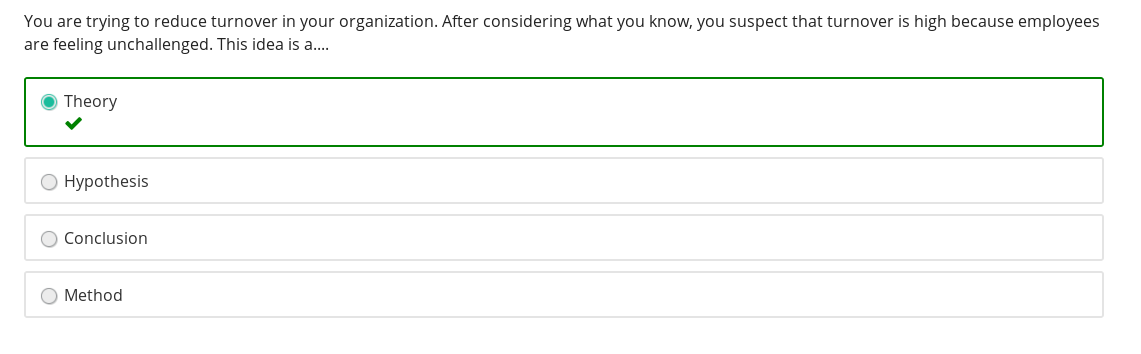 You are trying to reduce turnover in your organization. After considering what you know, you suspect that turnover is high because employees
are feeling unchallenged. This idea is a....
Theory
Hypothesis
Conclusion
Method